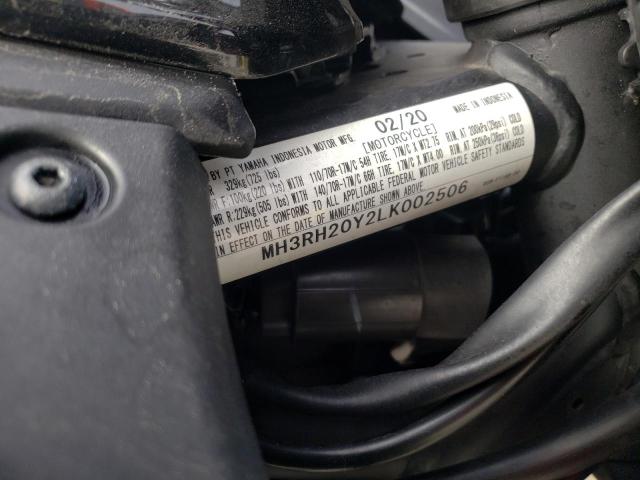 BY PT YAMAHA INDONESIA MOTOR MFG. 02/20 MADE IN INDONESIA
329kg(725 lbs) [MOTORCYCLE]
F:100kg(220 lbs) WITH 110/70R-17M/C 54H TIRE, 17M/C X MT2.75 RIM, AT 200kPa(29psi) COLD
R:229kg(505 lbs) WITH 140/70R-17M/C 66H TIRE, 17M/C X MT4.00 RIM, AT 250kPa(36psi) COLD
THIS VEHICLE CONFORMS TO ALL APPLICABLE FEDERAL MOTOR VEHICLE SAFETY STANDARDS
IN EFFECT ON THE DATE OF MANUFACTURE SHOWN ABOVE
MH3RH20Y2LK002506